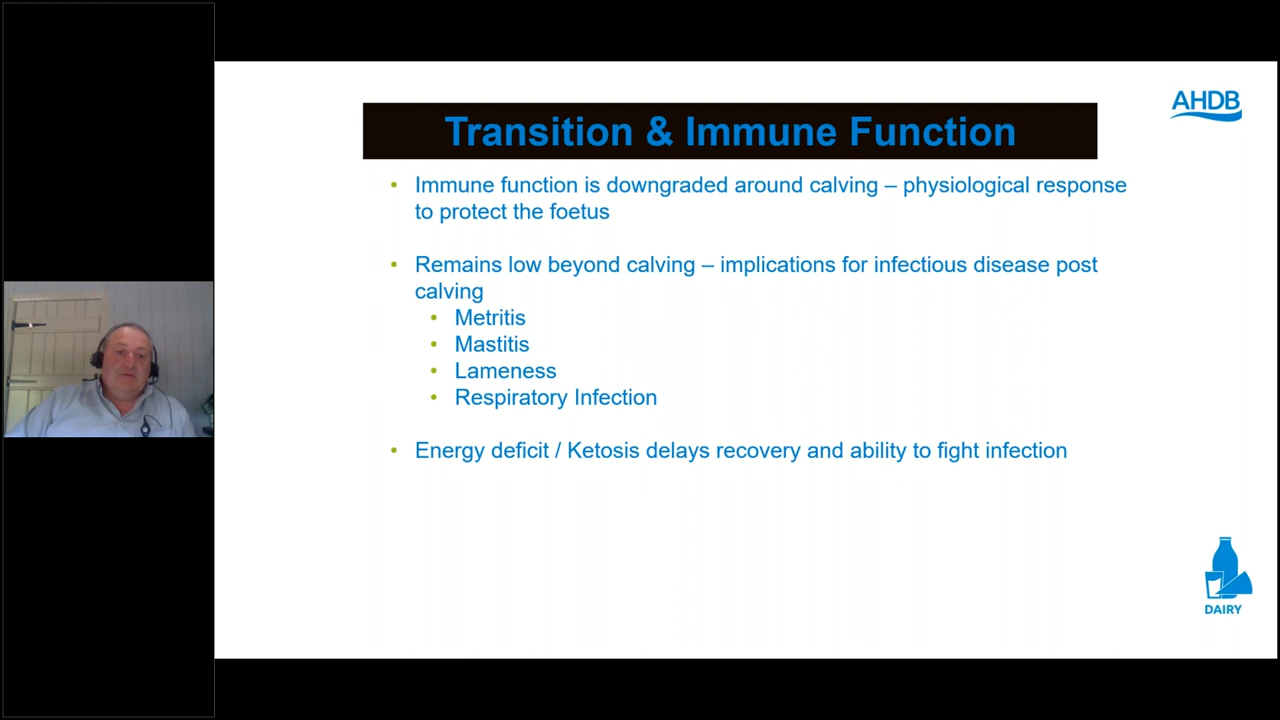 AHDB
Transition & Immune Function
• Immune function is downgraded around calving – physiological response
to protect the foetus
• Remains low beyond calving – implications for infectious disease post
calving
• Metritis
• Mastitis
• Lameness
• Respiratory Infection
• Energy deficit / Ketosis delays recovery and ability to fight infection
DAIRY